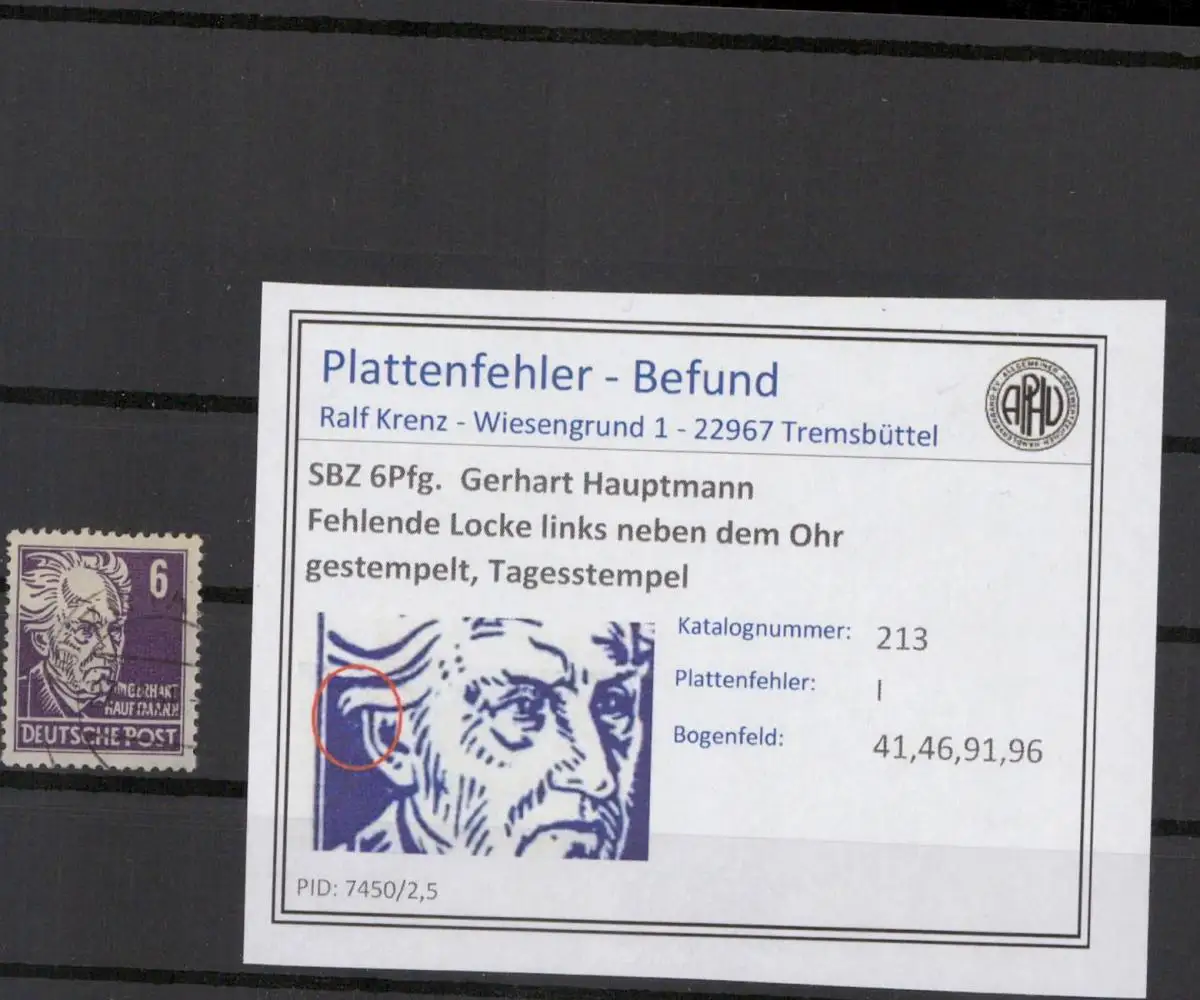 Plattenfehler - Befund
Ralf Krenz - Wiesengrund 1 - 22967 Tremsbüttel
APHV
SBZ 6Pfg. Gerhart Hauptmann
Fehlende Locke links neben dem Ohr
gestempelt, Tagesstempel
Katalognummer: 213
Plattenfehler: I
Bogenfeld: 41,46,91,96
PID: 7450/2,5
6
GERHART
HAUPTMANN
DEUTSCHE POST